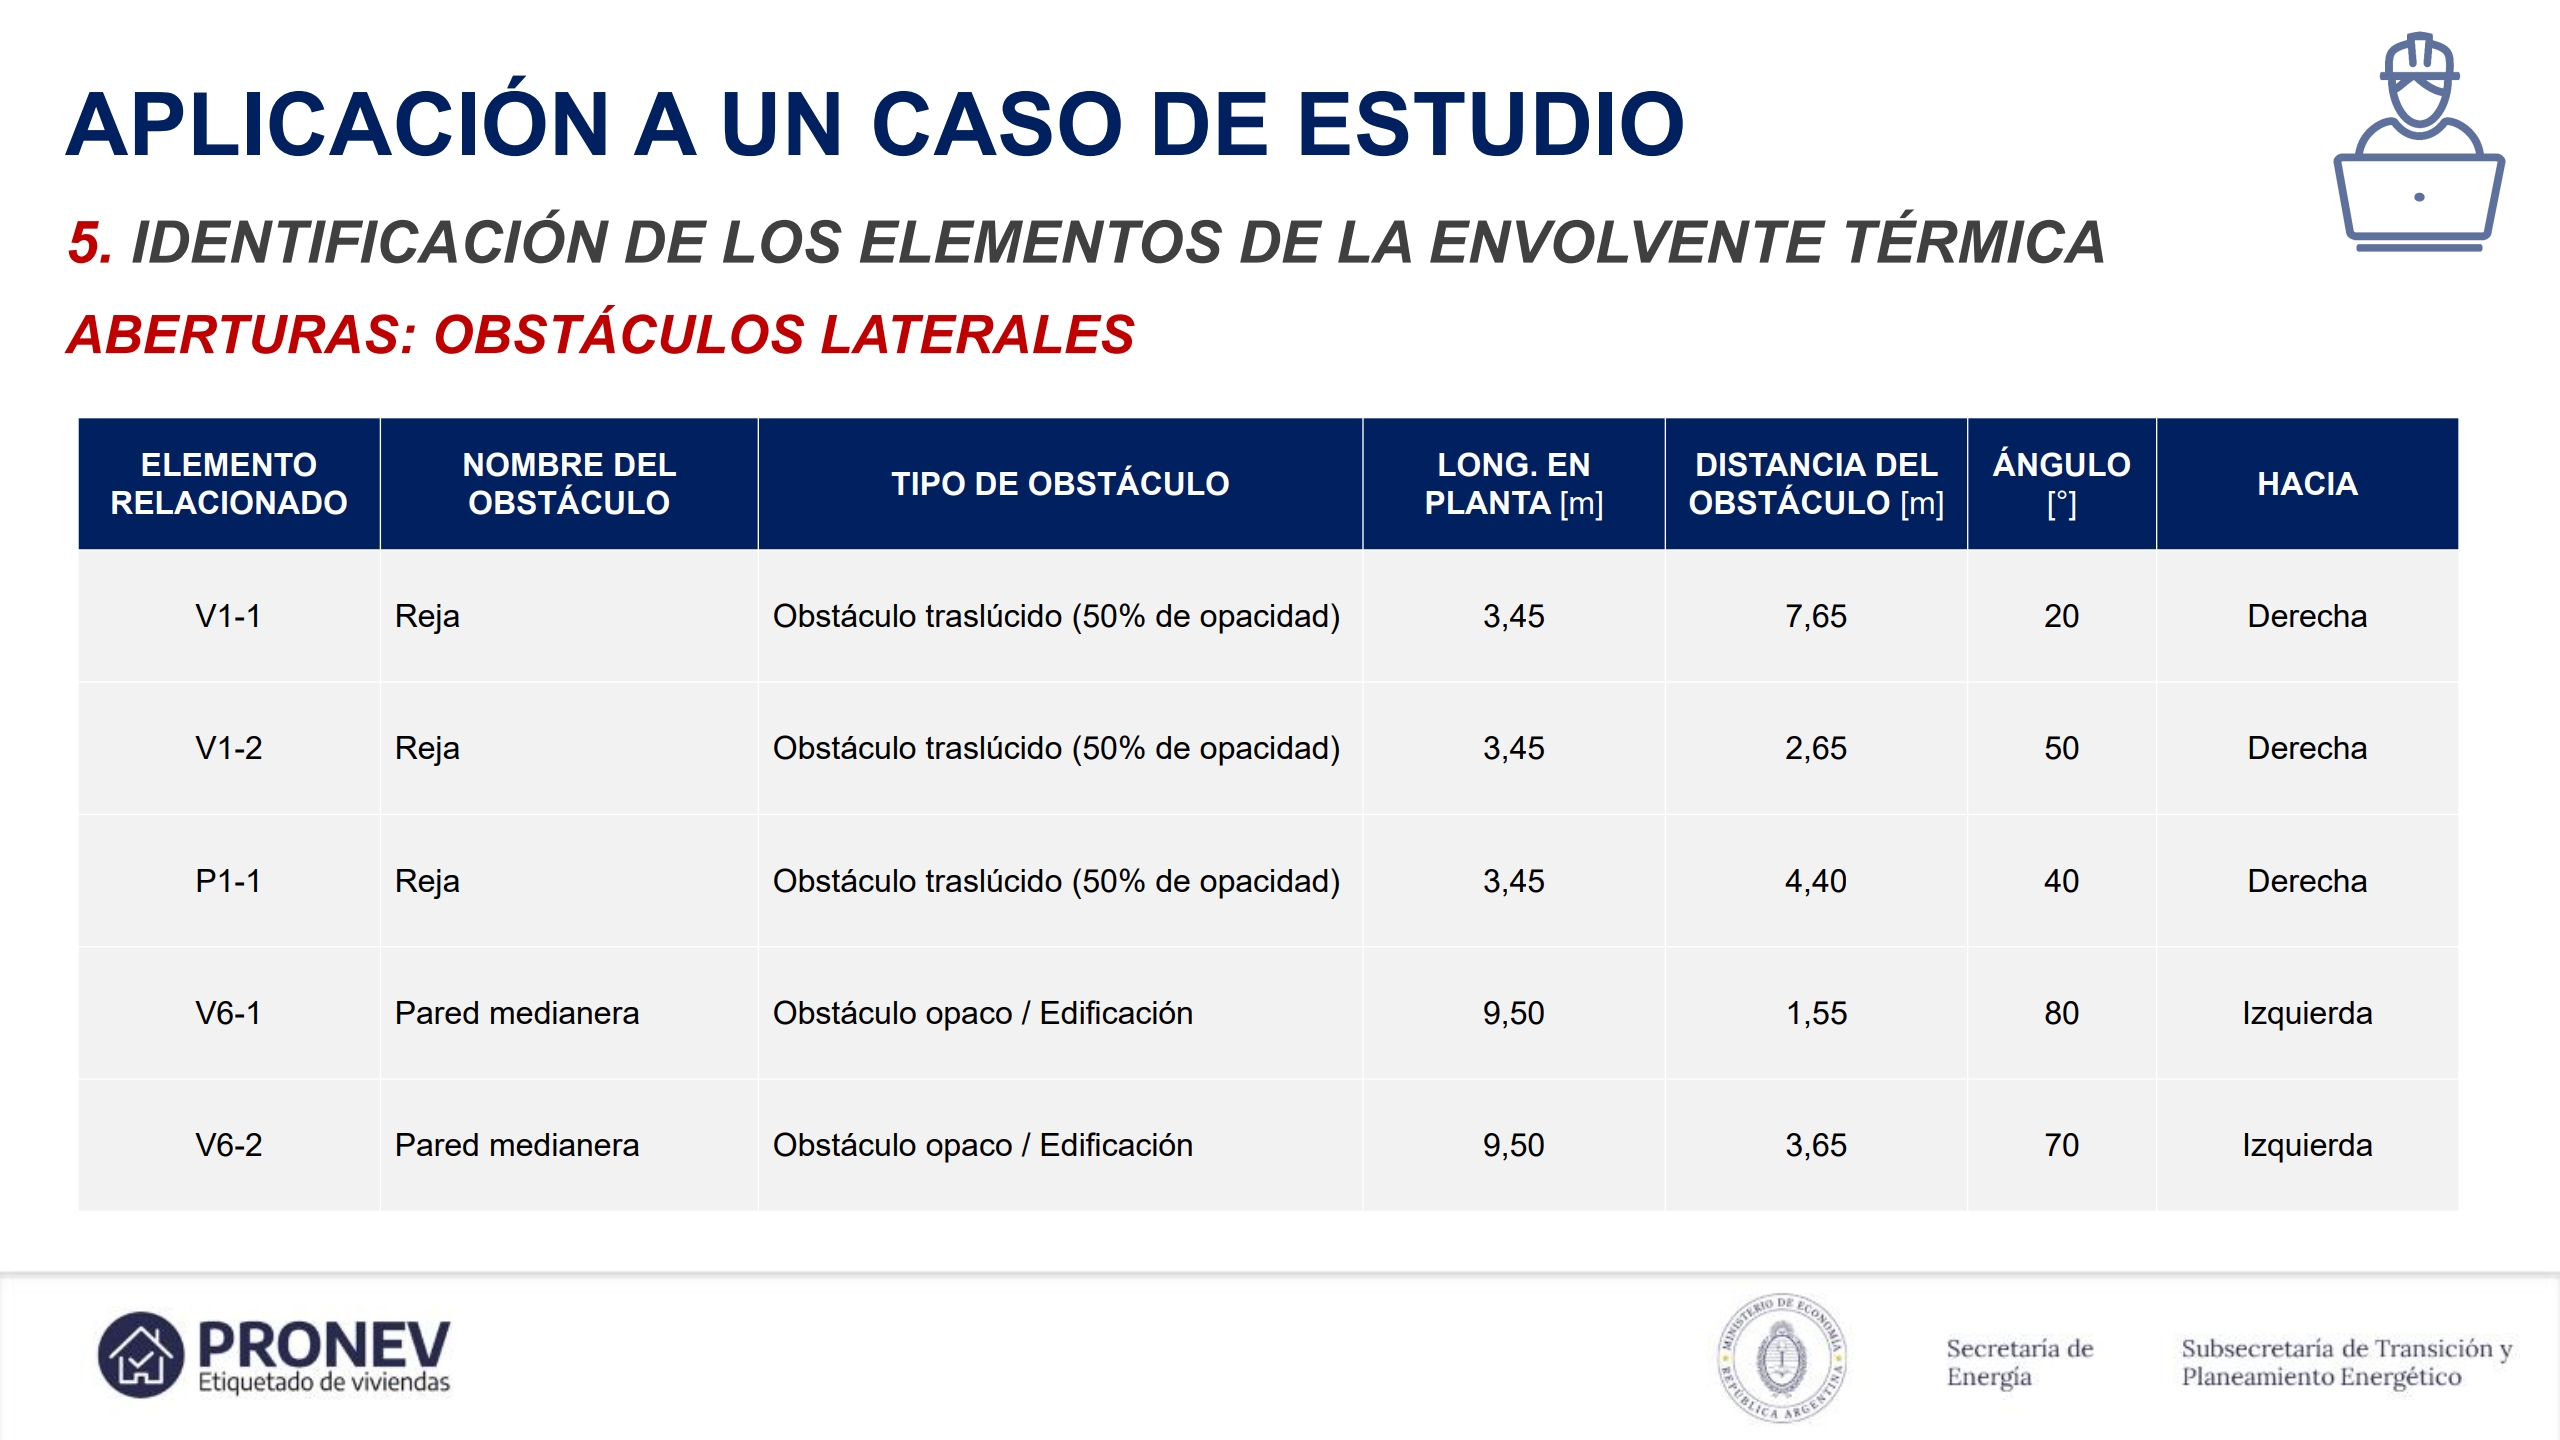 APLICACIÓN A UN CASO DE ESTUDIO
5. IDENTIFICACIÓN DE LOS ELEMENTOS DE LA ENVOLVENTE TÉRMICA
ABERTURAS: OBSTÁCULOS LATERALES
ELEMENTO RELACIONADO	NOMBRE DEL OBSTÁCULO	TIPO DE OBSTÁCULO	LONG. EN PLANTA [m]	DISTANCIA DEL OBSTÁCULO [m]	ÁNGULO [°]	HACIA
V1-1	Reja	Obstáculo traslúcido (50% de opacidad)	3,45	7,65	20	Derecha
V1-2	Reja	Obstáculo traslúcido (50% de opacidad)	3,45	2,65	50	Derecha
P1-1	Reja	Obstáculo traslúcido (50% de opacidad)	3,45	4,40	40	Derecha
V6-1	Pared medianera	Obstáculo opaco / Edificación	9,50	1,55	80	Izquierda
V6-2	Pared medianera	Obstáculo opaco / Edificación	9,50	3,65	70	Izquierda
PRONEV
Etiquetado de viviendas
MINISTERIO DE ECONOMÍA
REPÚBLICA ARGENTINA
Secretaría de
Energía
Subsecretaría de Transición y
Planeamiento Energético